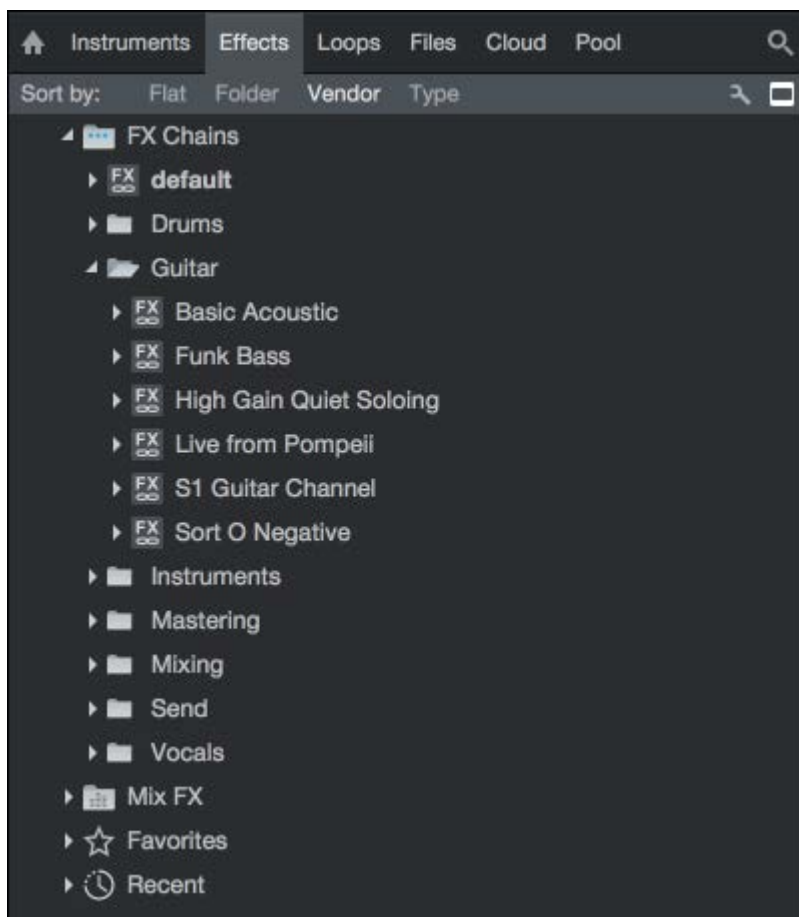 Instruments Effects Loops Files Cloud Pool
Sort by: Flat Folder Vendor Type
FX Chains
FX default
Drums
Guitar
FX Basic Acoustic
FX Funk Bass
FX High Gain Quiet Soloing
FX Live from Pompeii
FX S1 Guitar Channel
FX Sort O Negative
Instruments
Mastering
Mixing
Send
Vocals
Mix FX
Favorites
Recent